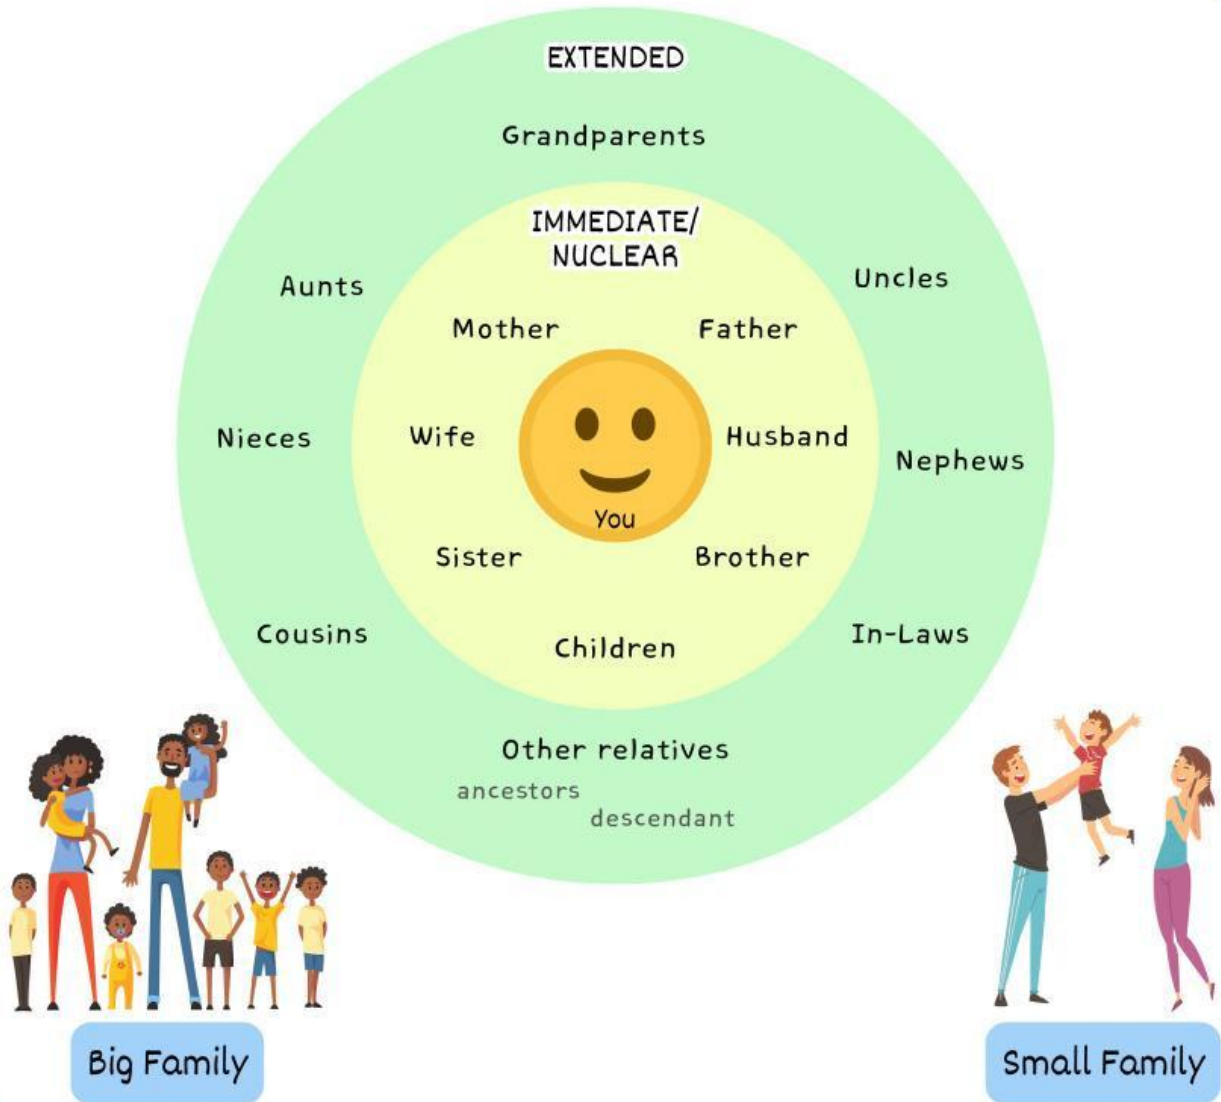 EXTENDED
Grandparents
IMMEDIATE/
NUCLEAR
Aunts
Uncles
Mother
Father
Nieces
Wife
Husband
Nephews
You
Sister
Brother
Cousins
Children
In-Laws
Other relatives
ancestors
descendant
Big Family
Small Family